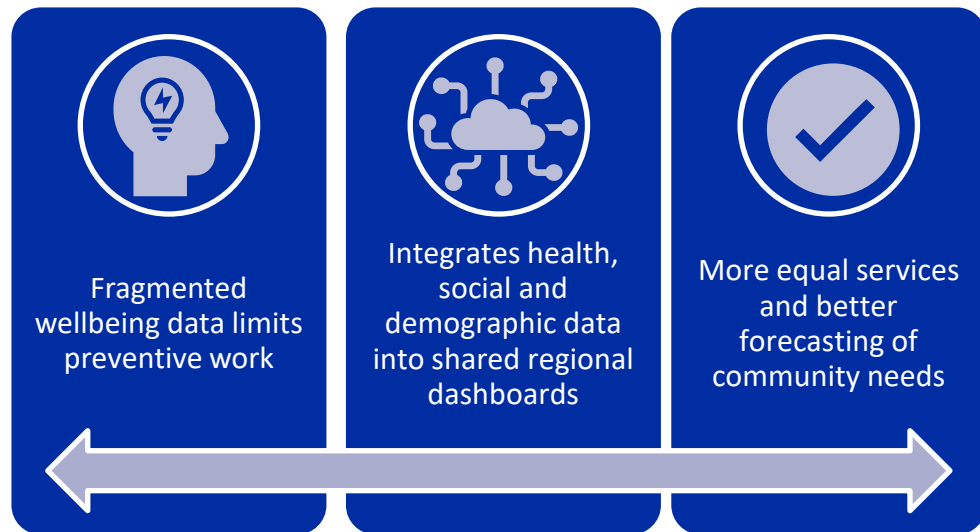 Fragmented
wellbeing data limits
preventive work
Integrates health,
social and
demographic data
into shared regional
dashboards
More equal services
and better
forecasting of
community needs